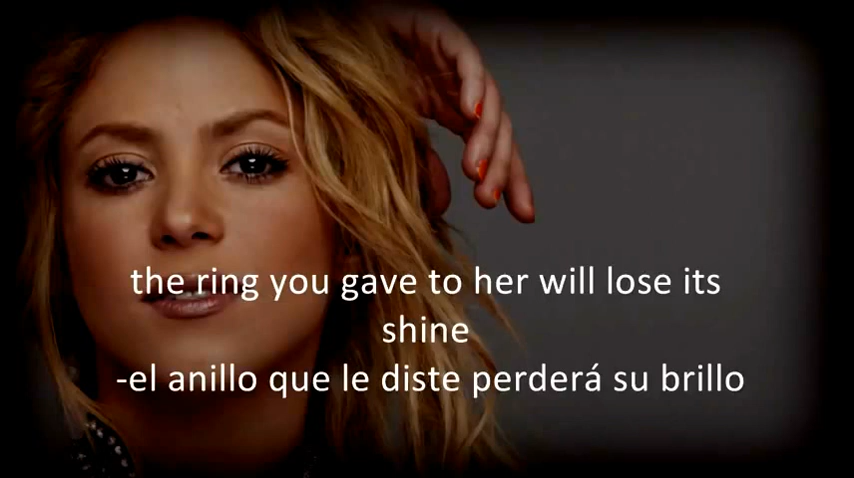 the ring you gave to her will lose its
shine
-el anillo que le diste perderá su brillo